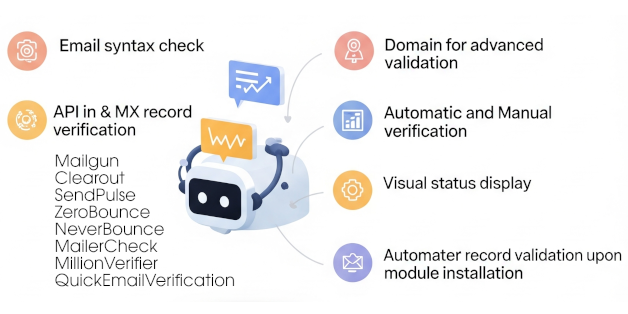 Email syntax check
API in & MX record
verification
Mailgun
Clearout
SendPulse
ZeroBounce
NeverBounce
MailerCheck
MillionVerifier
QuickEmailVerification
Domain for advanced
validation
Automatic and Manual
verification
Visual status display
Automater record validation upon
module installation